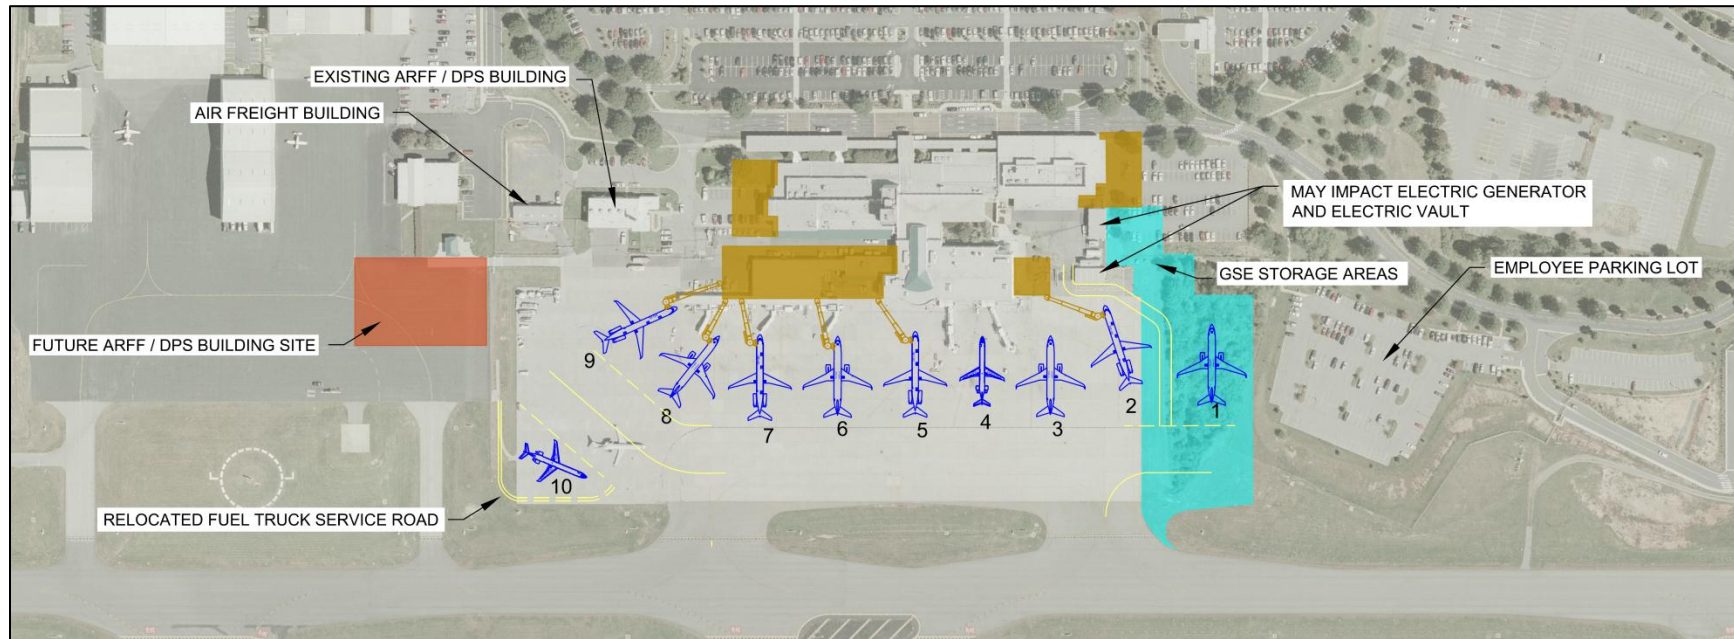 EXISTING ARFF / DPS BUILDING
AIR FREIGHT BUILDING
MAY IMPACT ELECTRIC GENERATOR
AND ELECTRIC VAULT
GSE STORAGE AREAS
EMPLOYEE PARKING LOT
FUTURE ARFF / DPS BUILDING SITE
9
8
7
6
5
4
3
2
1
10
RELOCATED FUEL TRUCK SERVICE ROAD